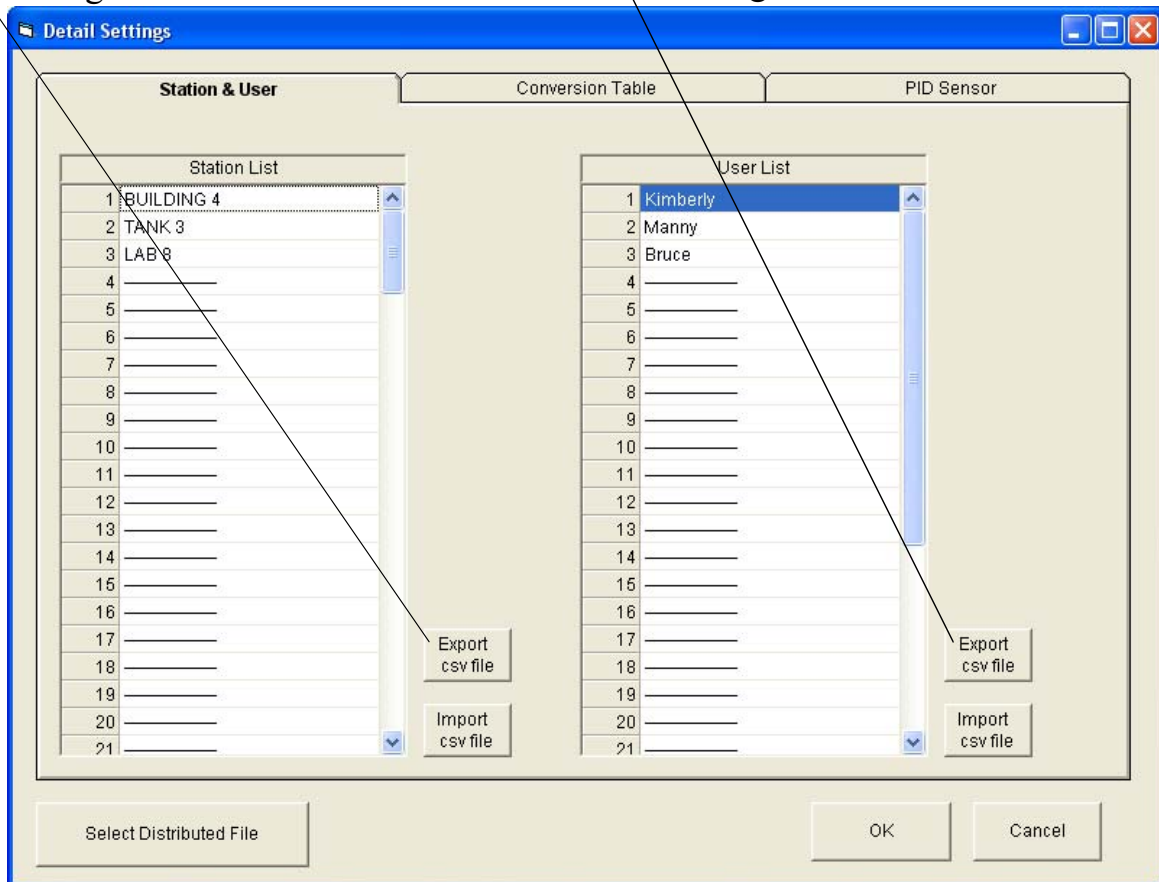 Detail Settings
Station & User
Conversion Table
PID Sensor
Station List
1 BUILDING 4
2 TANK 3
3 LAB 8
4
5
6
7
8
9
10
11
12
13
14
15
16
17
18
19
20
21
Export
csv file
Import
csv file
User List
1 Kimberly
2 Manny
3 Bruce
4
5
6
7
8
9
10
11
12
13
14
15
16
17
18
19
20
21
Export
csv file
Import
csv file
Select Distributed File
OK
Cancel